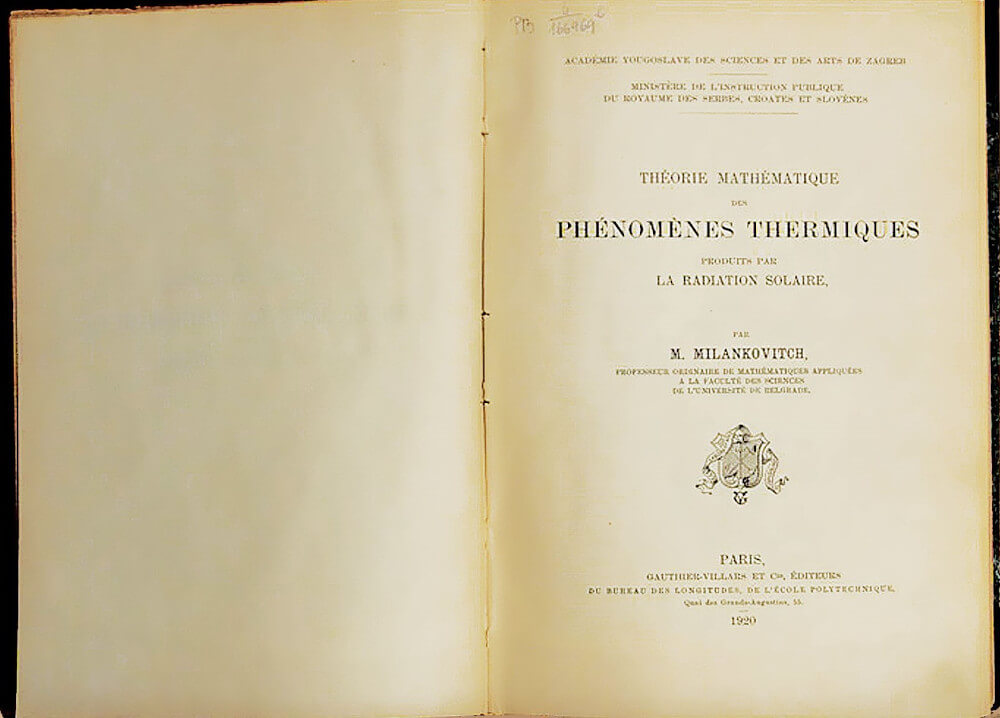 166469
ACADÉMIE YOUGOSLAVE DES SCIENCES ET DES ARTS DE ZAGREB
MINISTÈRE DE L'INSTRUCTION PUBLIQUE
DU ROYAUME DES SERBES, CROATES ET SLOVÈNES
THÉORIE MATHÉMATIQUE
DES
PHÉNOMÈNES THERMIQUES
PRODUITS PAR
LA RADIATION SOLAIRE,
PAR
M. MILANKOVITCH,
PROFESSEUR ORDINAIRE DE MATHÉMATIQUES APPLIQUÉES
A LA FACULTÉ DES SCIENCES
DE L'UNIVERSITÉ DE BELGRADE.
PARIS,
GAUTHIER-VILLARS ET Cie, ÉDITEURS
DU BUREAU DES LONGITUDES, DE L'ÉCOLE POLYTECHNIQUE,
Quai des Grands-Augustins, 55.
1920